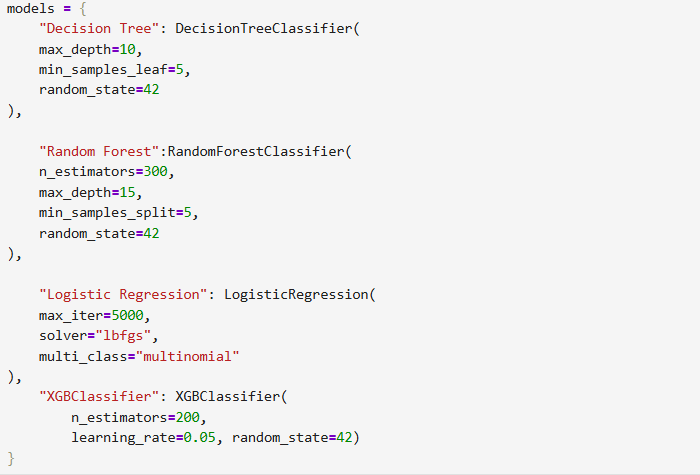 models = {
    "Decision Tree": DecisionTreeClassifier(
    max_depth=10,
    min_samples_leaf=5,
    random_state=42
),
    "Random Forest":RandomForestClassifier(
    n_estimators=300,
    max_depth=15,
    min_samples_split=5,
    random_state=42
),
    "Logistic Regression": LogisticRegression(
    max_iter=5000,
    solver="lbfgs",
    multi_class="multinomial"
),
    "XGBClassifier": XGBClassifier(
        n_estimators=200,
        learning_rate=0.05, random_state=42)
}